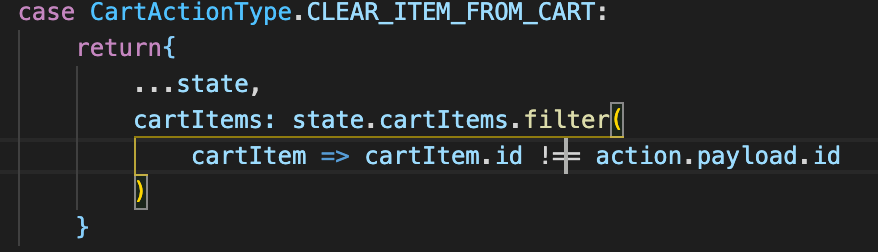 case CartActionType.CLEAR_ITEM_FROM_CART:
return{
...state,
cartItems: state.cartItems.filter(
cartItem => cartItem.id !== action.payload.id
)
}